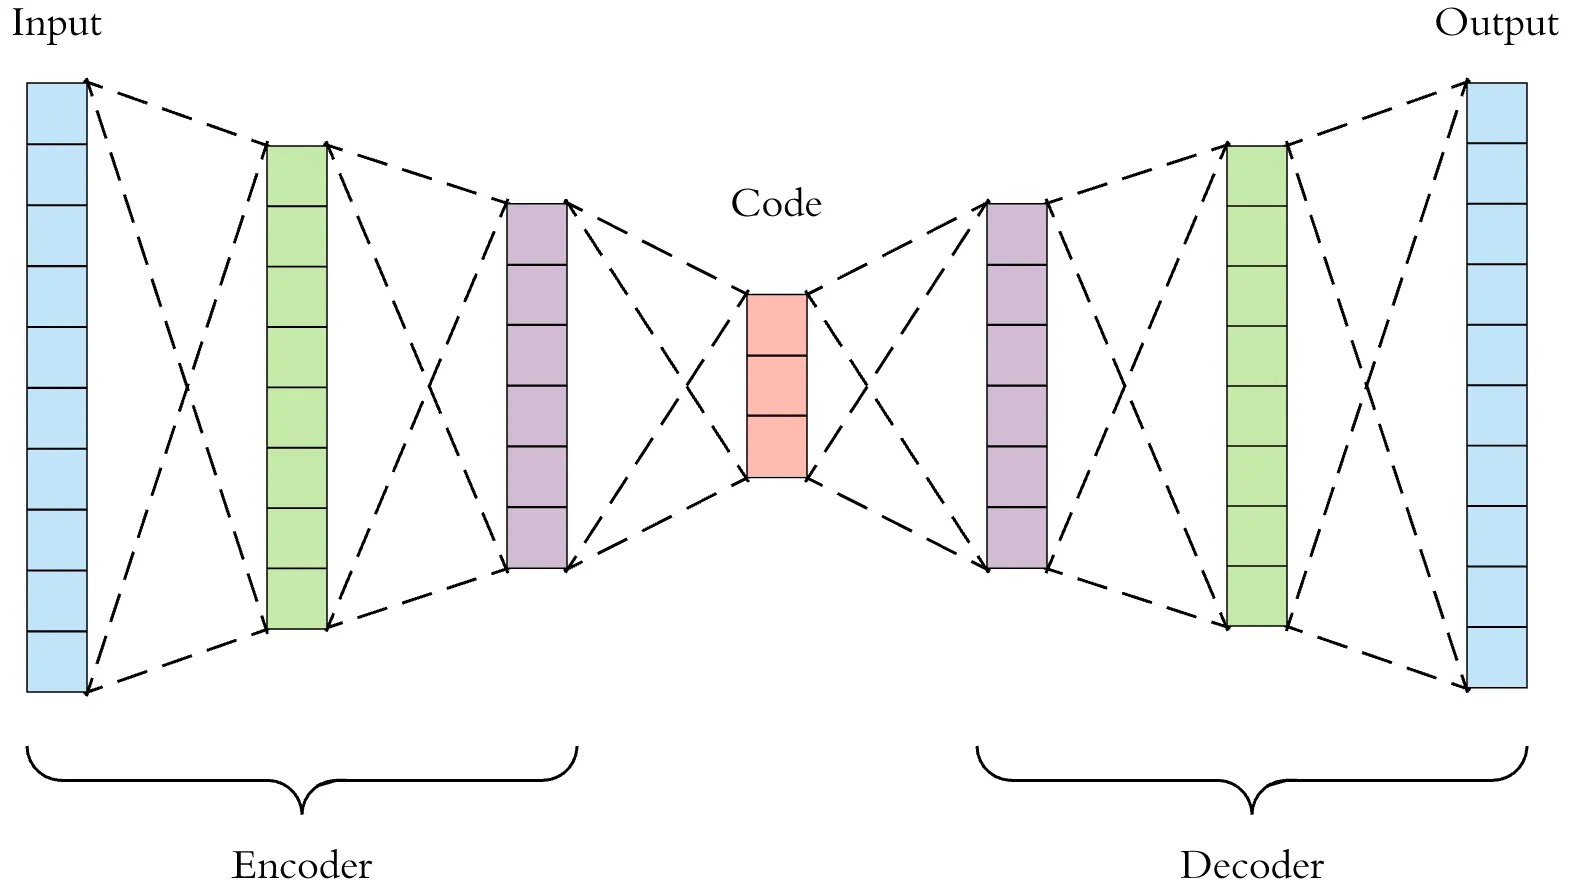 Input
Output
Code
Encoder
Decoder